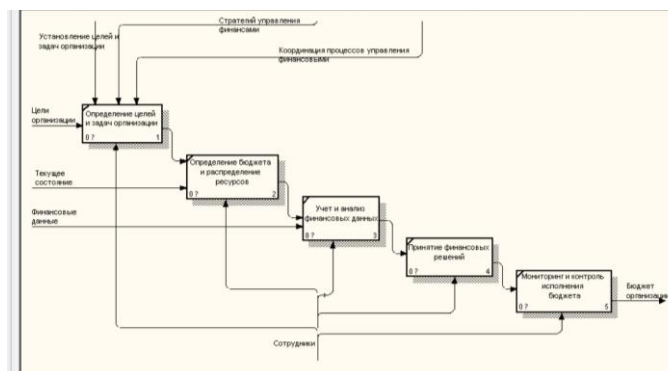 Стратегий управления
финансами
Установление целей и
задач организации
Координация процессов управления
финансовыми
Цели
организации
Определение целей
и задач организации
0 ? 1
Определение бюджета
и распределение
ресурсов
0 ? 2
Текущее
состояние
Учет и анализ
финансовых данных
0 ? 3
Финансовые
данные
Принятие финансовых
решений
0 ? 4
Мониторинг и контроль
исполнения
бюджета
0 ? 5
Бюджет
организации
Сотрудники